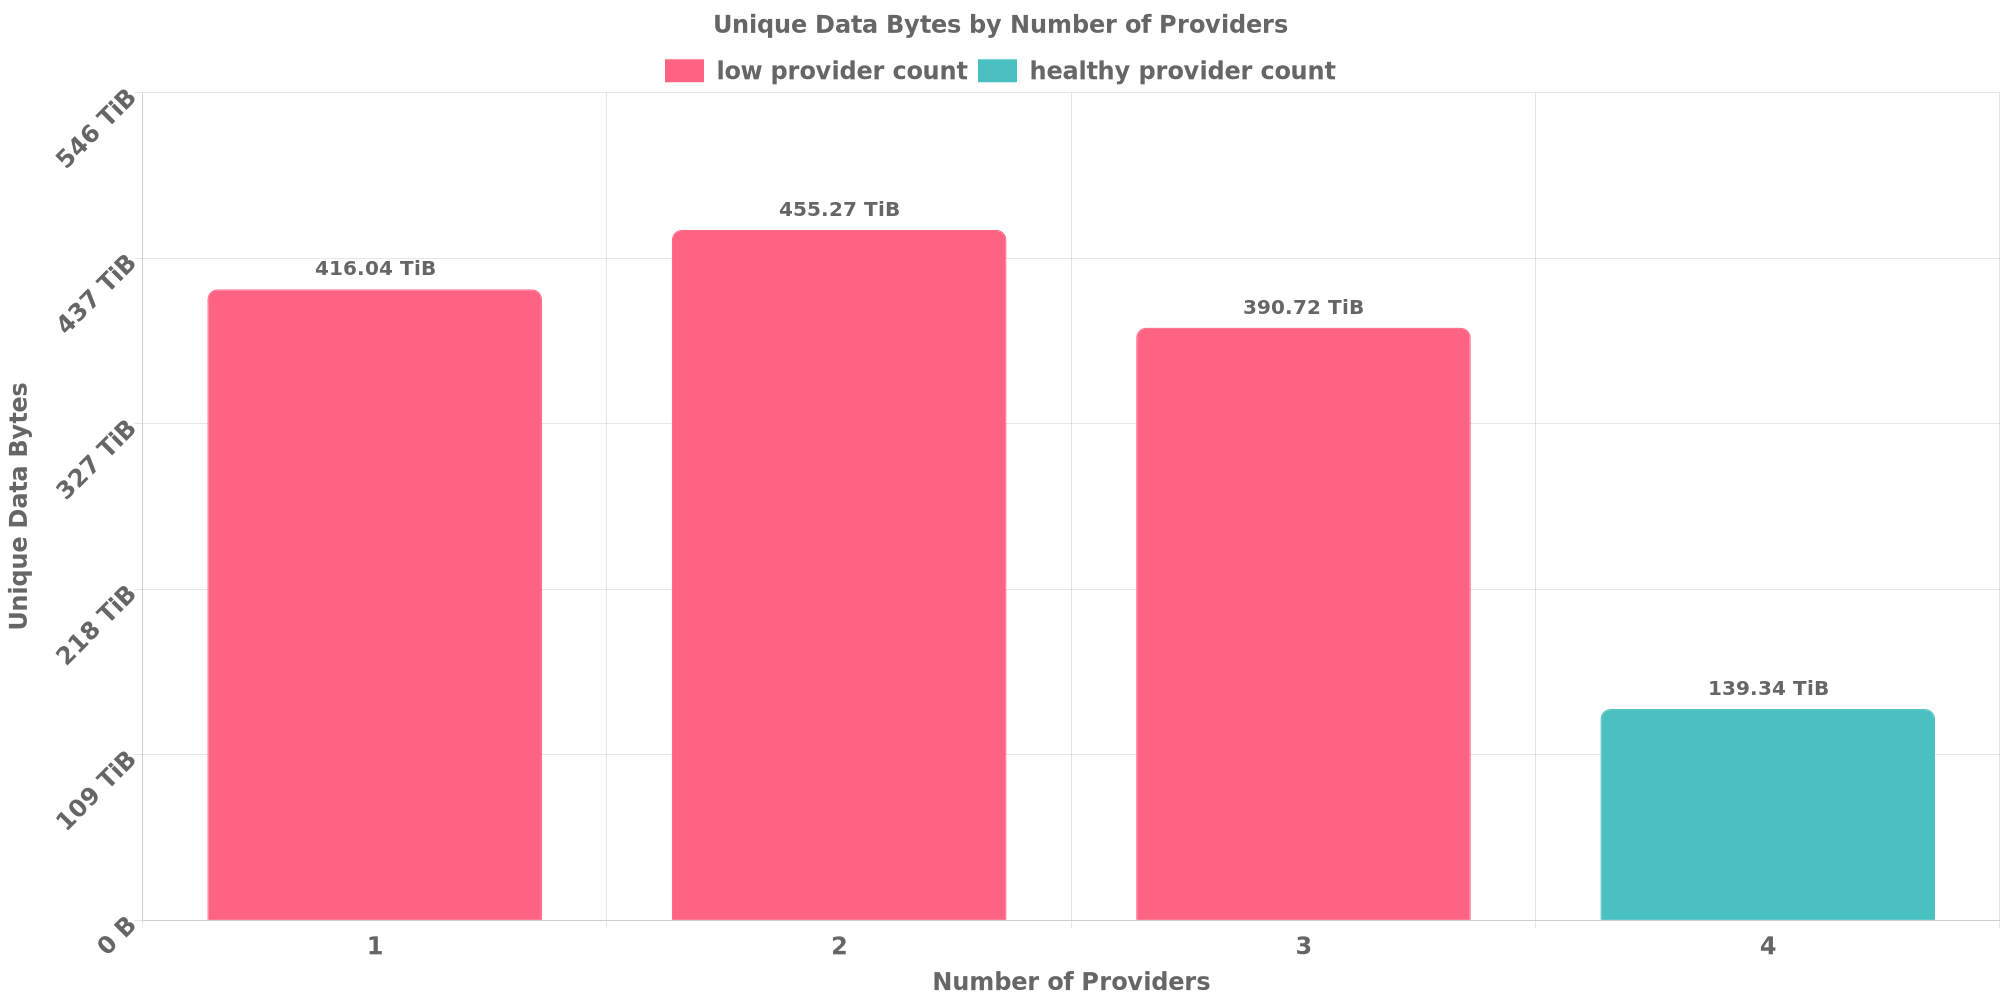 Unique Data Bytes by Number of Providers
low provider count healthy provider count
546 TiB
437 TiB
327 TiB
218 TiB
109 TiB
0 B
Unique Data Bytes
416.04 TiB
455.27 TiB
390.72 TiB
139.34 TiB
1 2 3 4
Number of Providers